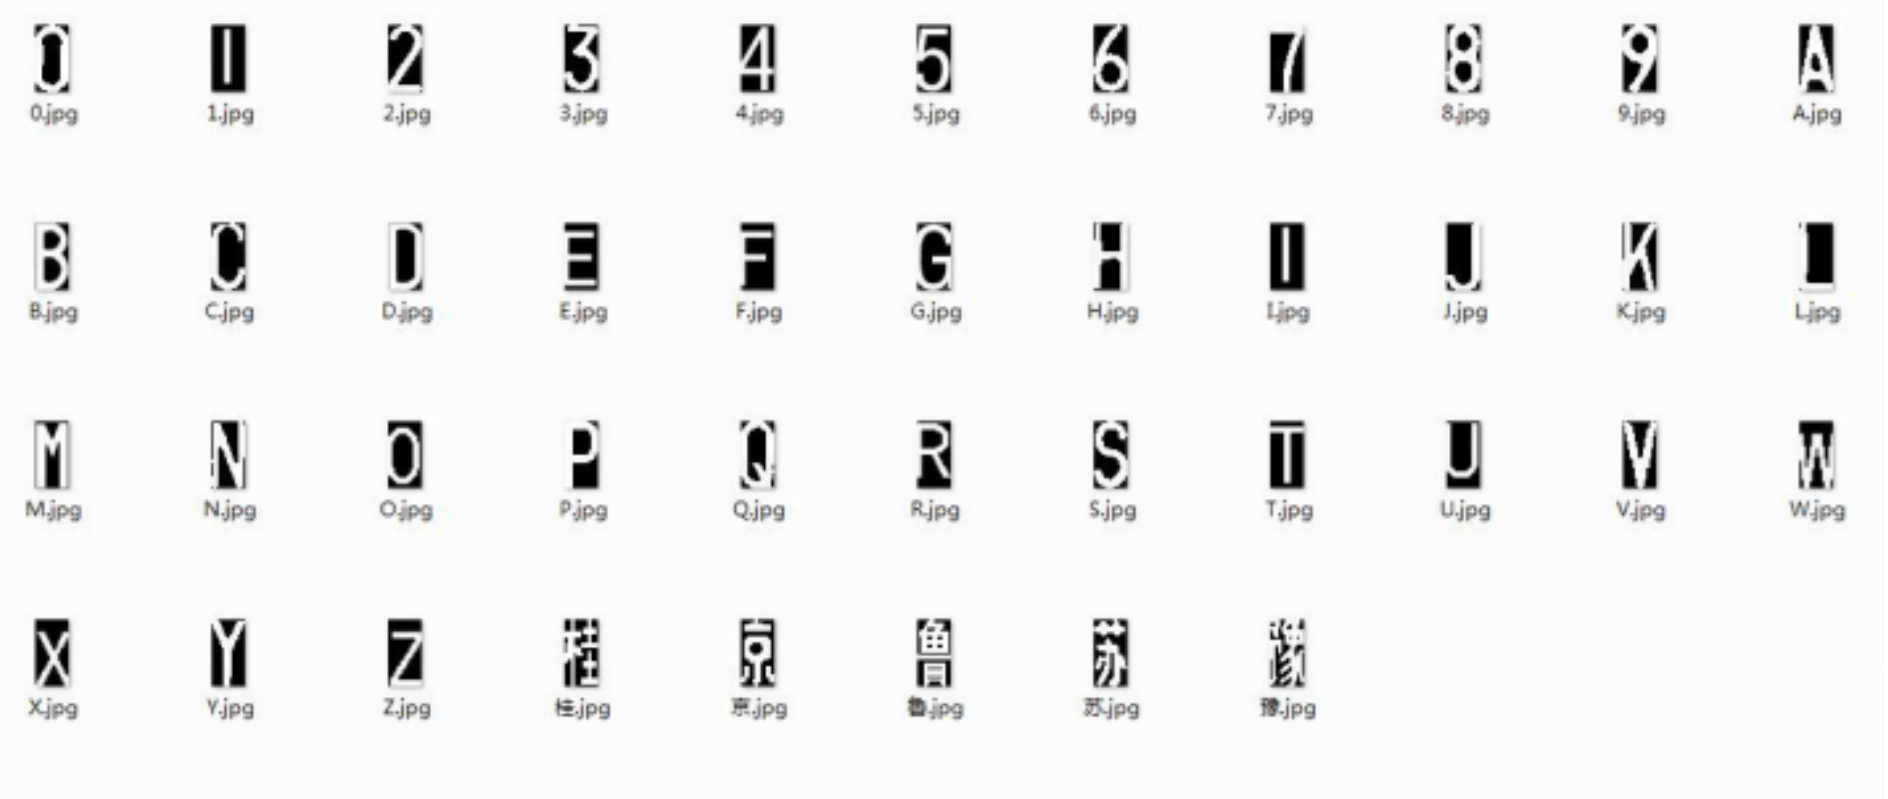 0 1 2 3 4 5 6 7 8 9 A
0.jpg 1.jpg 2.jpg 3.jpg 4.jpg 5.jpg 6.jpg 7.jpg 8.jpg 9.jpg A.jpg
B C D E F G H I J K L
B.jpg C.jpg D.jpg E.jpg F.jpg G.jpg H.jpg I.jpg J.jpg K.jpg L.jpg
M N O P Q R S T U V W
M.jpg N.jpg O.jpg P.jpg Q.jpg R.jpg S.jpg T.jpg U.jpg V.jpg W.jpg
X Y Z 桂 京 鲁 苏 豫
X.jpg Y.jpg Z.jpg 桂.jpg 京.jpg 鲁.jpg 苏.jpg 豫.jpg